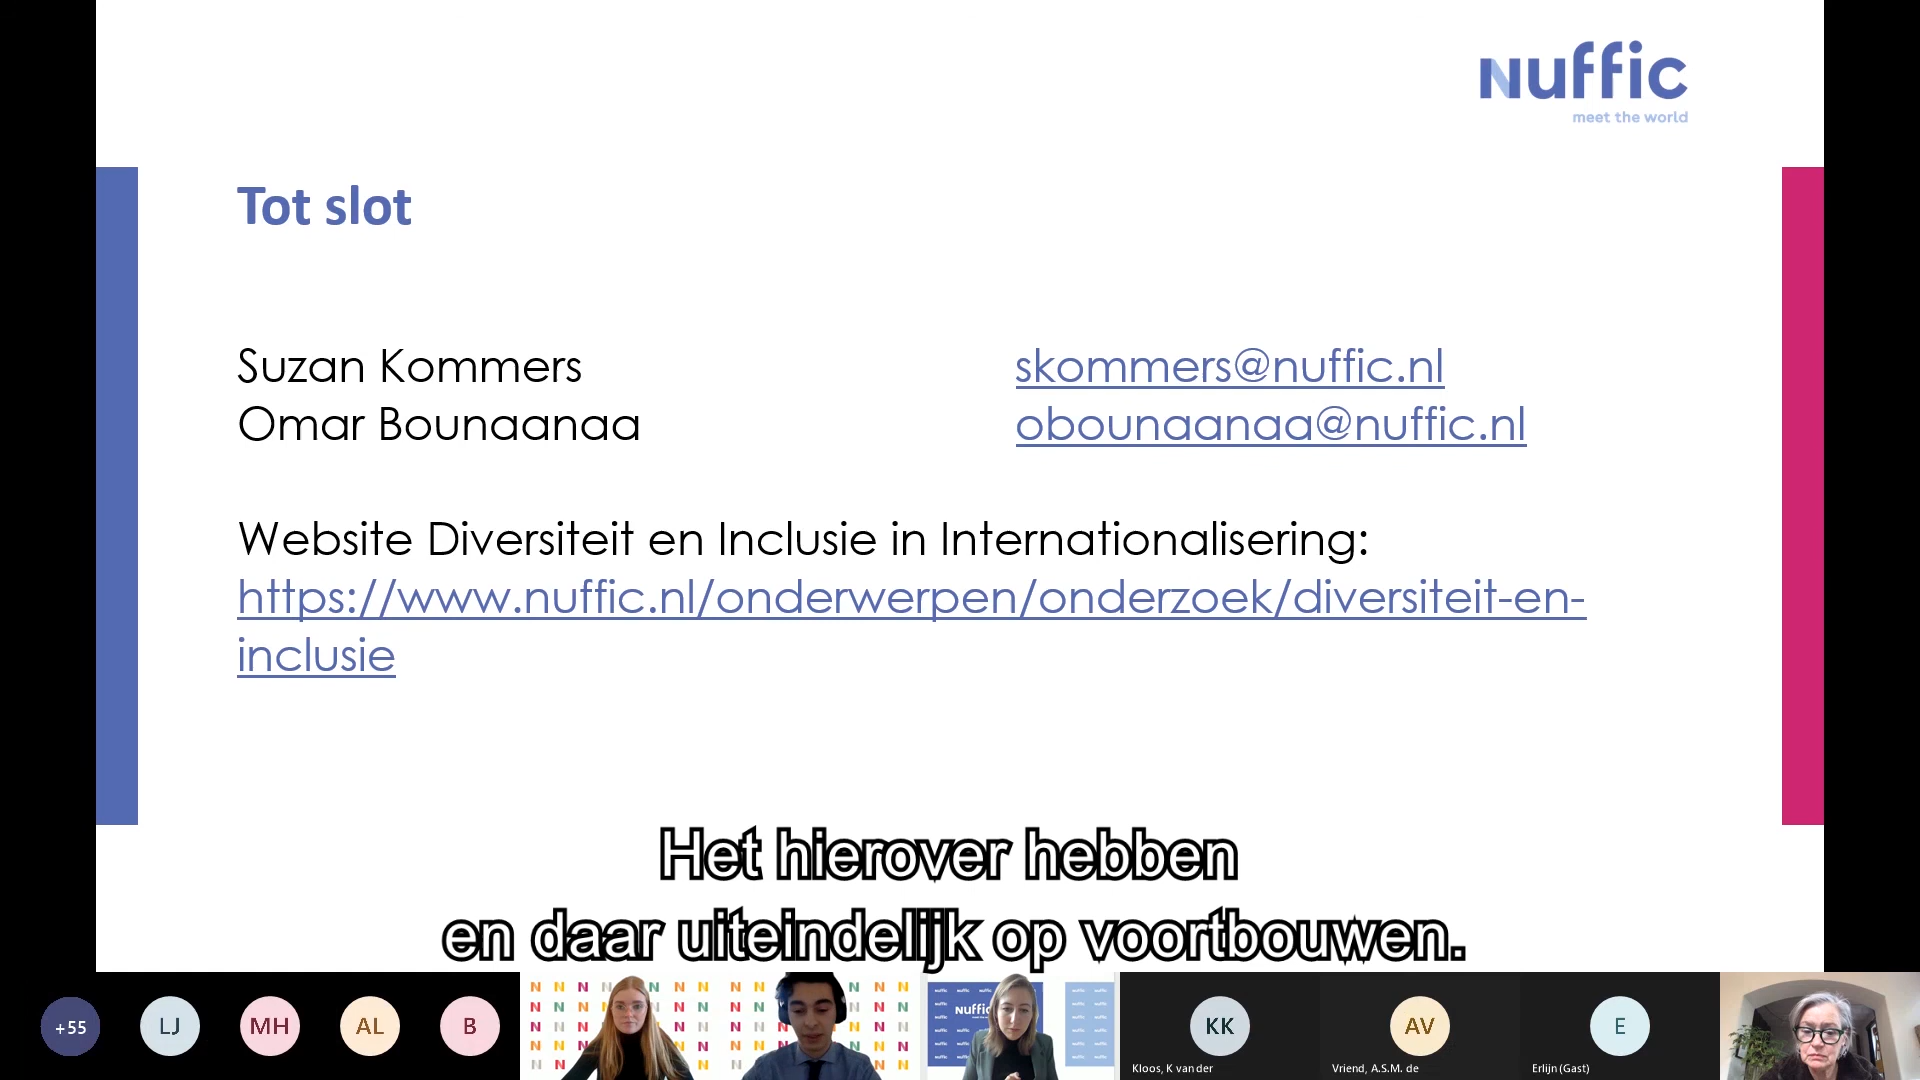 Nuffic
meet the world
Tot slot
Suzan Kommers skommers@nuffic.nl
Omar Bounaanaa obounaanaa@nuffic.nl
Website Diversiteit en Inclusie in Internationalisering:
https://www.nuffic.nl/onderwerpen/onderzoek/diversiteit-en-
inclusie
Het hierover hebben
en daar uiteindelijk op voortbouwen.
+55 LJ MH AL B KK AV E
Kloos, K van der Vriend, A.S.M. de Erlijn (Gast)